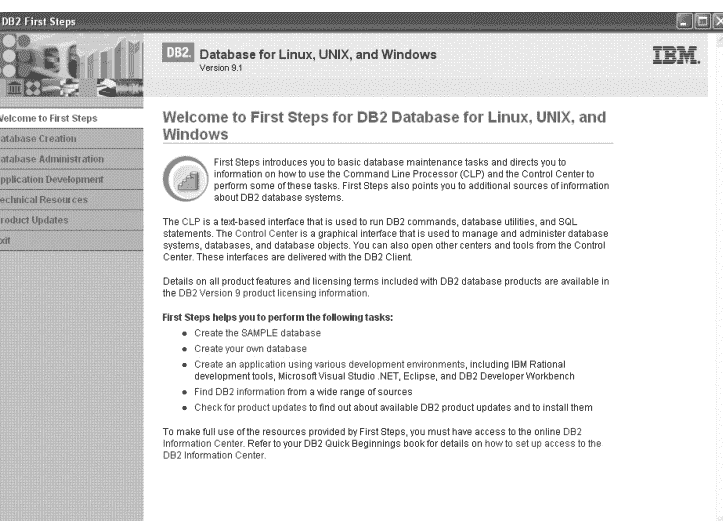 DB2 First Steps
DB2. Database for Linux, UNIX, and Windows
Version 9.1
IBM.
Welcome to First Steps
atabase Creation
atabase Administration
pplication Development
echnical Resources
roduct Updates
xit
Welcome to First Steps for DB2 Database for Linux, UNIX, and
Windows
First Steps introduces you to basic database maintenance tasks and directs you to
information on how to use the Command Line Processor (CLP) and the Control Center to
perform some of these tasks. First Steps also points you to additional sources of information
about DB2 database systems.
The CLP is a text-based interface that is used to run DB2 commands, database utilities, and SQL
statements. The Control Center is a graphical interface that is used to manage and administer database
systems, databases, and database objects. You can also open other centers and tools from the Control
Center. These interfaces are delivered with the DB2 Client.
Details on all product features and licensing terms included with DB2 database products are available in
the DB2 Version 9 product licensing information.
First Steps helps you to perform the following tasks:
● Create the SAMPLE database
● Create your own database
● Create an application using various development environments, including IBM Rational
development tools, Microsoft Visual Studio .NET, Eclipse, and DB2 Developer Workbench
● Find DB2 information from a wide range of sources
● Check for product updates to find out about available DB2 product updates and to install them
To make full use of the resources provided by First Steps, you must have access to the online DB2
Information Center. Refer to your DB2 Quick Beginnings book for details on how to set up access to the
DB2 Information Center.